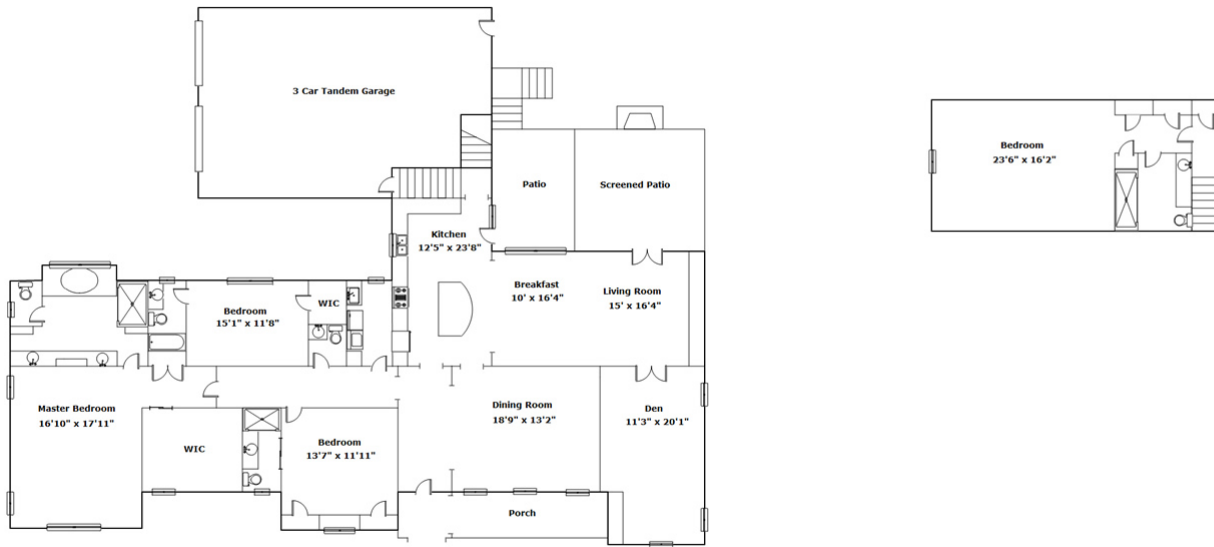 3 Car Tandem Garage
Bedroom
23'6" x 16'2"
Patio
Screened Patio
Kitchen
12'5" x 23'8"
Breakfast
10' x 16'4"
Living Room
15' x 16'4"
Bedroom
15'1" x 11'8"
WIC
Master Bedroom
16'10" x 17'11"
WIC
Bedroom
13'7" x 11'11"
Dining Room
18'9" x 13'2"
Den
11'3" x 20'1"
Porch